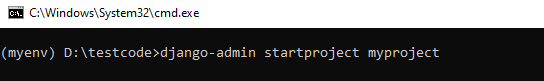 C:\Windows\System32\cmd.exe
(myenv) D:\testcode>django-admin startproject myproject